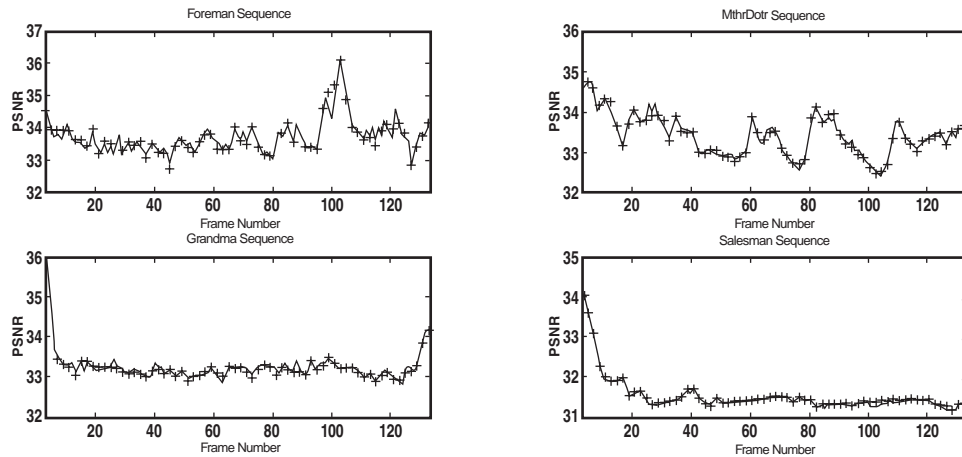 Foreman Sequence
37
36
35
34
33
32
PSNR
20 40 60 80 100 120
Frame Number
MthrDotr Sequence
36
35
34
33
32
PSNR
20 40 60 80 100 120
Frame Number
Grandma Sequence
36
35
34
33
32
PSNR
20 40 60 80 100 120
Frame Number
Salesman Sequence
35
34
33
32
31
PSNR
20 40 60 80 100 120
Frame Number